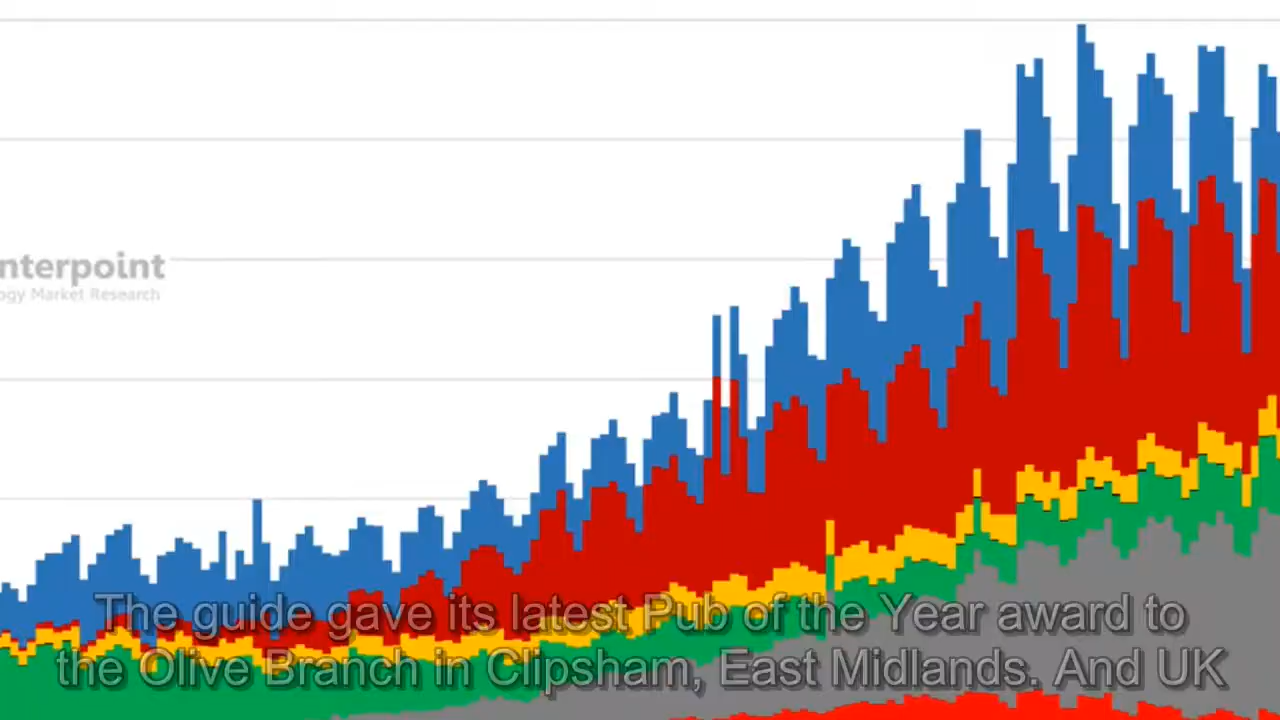 nterpoint
ogy Market Research
The guide gave its latest Pub of the Year award to
the Olive Branch in Clipsham, East Midlands. And UK